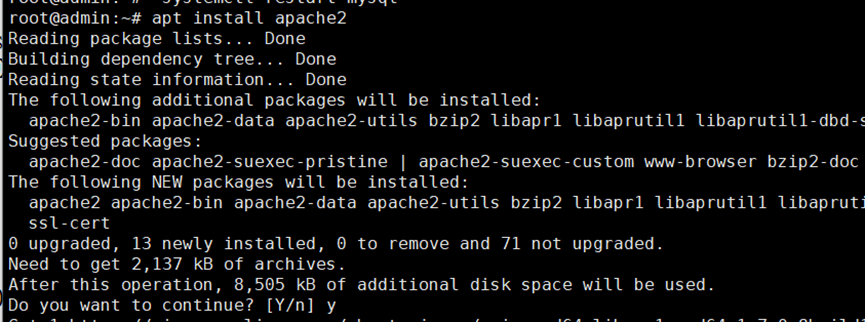 systemctl restart mysql
root@admin:~# apt install apache2
Reading package lists... Done
Building dependency tree... Done
Reading state information... Done
The following additional packages will be installed:
apache2-bin apache2-data apache2-utils bzip2 libapr1 libaprutil1 libaprutil1-dbd-s
Suggested packages:
apache2-doc apache2-suexec-pristine | apache2-suexec-custom www-browser bzip2-doc
The following NEW packages will be installed:
apache2 apache2-bin apache2-data apache2-utils bzip2 libapr1 libaprutil1 libapruti
ssl-cert
0 upgraded, 13 newly installed, 0 to remove and 71 not upgraded.
Need to get 2,137 kB of archives.
After this operation, 8,505 kB of additional disk space will be used.
Do you want to continue? [Y/n] y